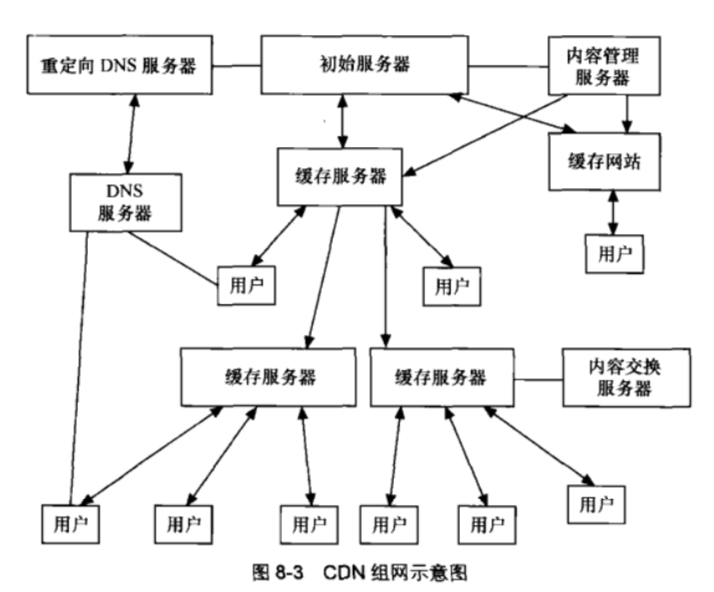 重定向 DNS 服务器
初始服务器
内容管理
服务器
DNS
服务器
缓存服务器
缓存网站
用户
用户
用户
缓存服务器
缓存服务器
内容交换
服务器
用户
用户
用户
用户
用户
用户
图 8-3 CDN 组网示意图